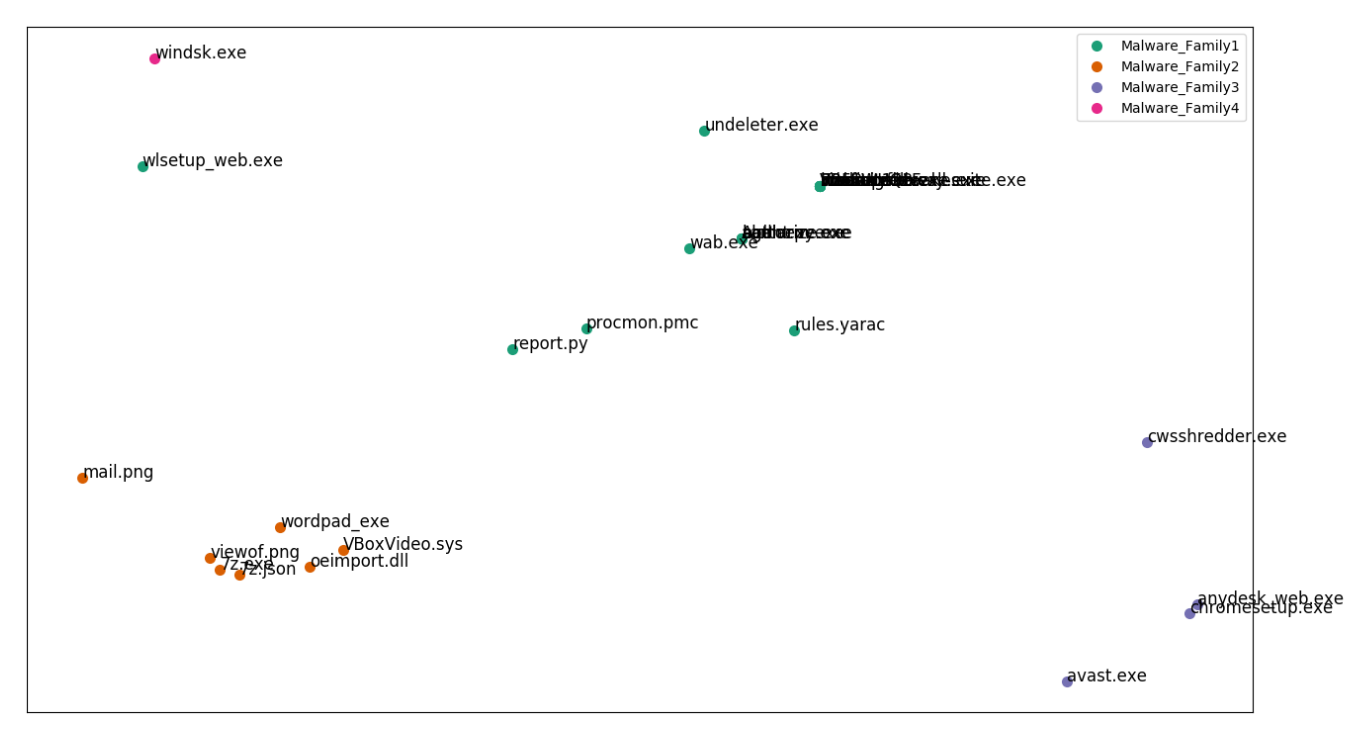 windsk.exe
Malware_Family1
Malware_Family2
Malware_Family3
Malware_Family4
undeleter.exe
wlsetup_web.exe
wab.exe
procmon.pmc
rules.yarac
report.py
cwsshredder.exe
mail.png
wordpad_exe
VBoxVideo.sys
viewof.png
oeimport.dll
7z.exe
7z.json
anydesk_web.exe
chromesetup.exe
avast.exe